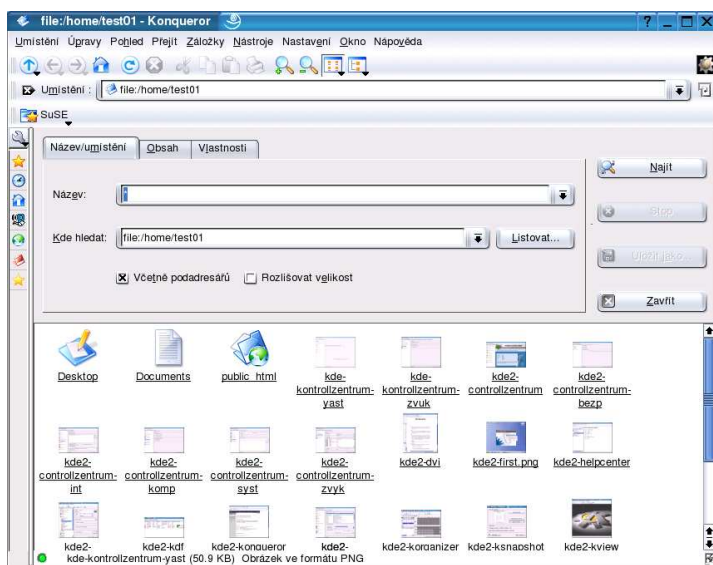 file:/home/test01 - Konqueror
Umístění Úpravy Pohled Přejít Záložky Nástroje Nastavení Okno Nápověda
Umístění : file:/home/test01
SuSE
Název/umístění Obsah Vlastnosti
Najít
Název: *
Stop
Kde hledat: file:/home/test01 Listovat...
Uložit jako...
Včetně podadresářů Rozlišovat velikost
Zavřít
Desktop
Documents
public_html
kde-kontrollzentrum-yast
kde-kontrollzentrum-zvuk
kde2-controllzentrum
kde2-controllzentrum-bezp
kde2-controllzentrum-int
kde2-controllzentrum-komp
kde2-controllzentrum-syst
kde2-controllzentrum-zvyk
kde2-dvi
kde2-first.png
kde2-helpcenter
kde2-
kde2-kdf
kde2-konqueror
kde2-
kde2-korganizer
kde2-ksnapshot
kde2-kview
kde-kontrollzentrum-yast (50.9 KB) Obrázek ve formátu PNG